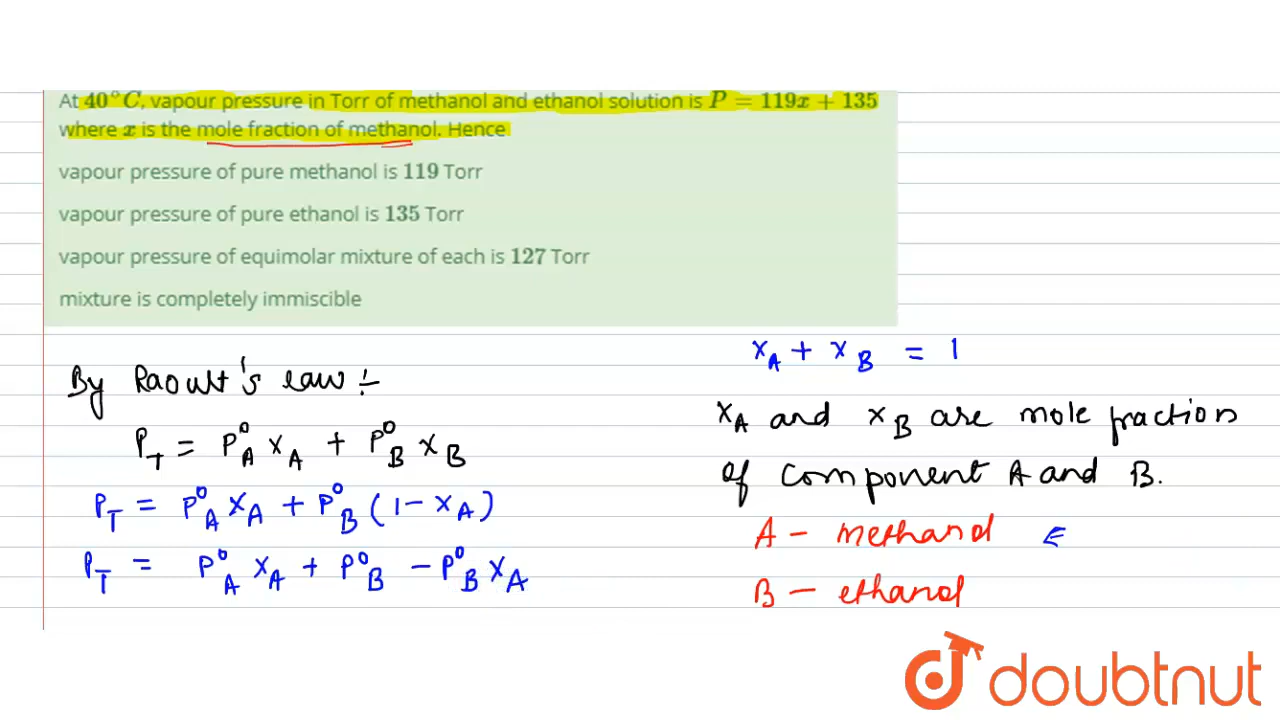 At 40°C, vapour pressure in Torr of methanol and ethanol solution is P = 119x + 135
where x is the mole fraction of methanol. Hence
vapour pressure of pure methanol is 119 Torr
vapour pressure of pure ethanol is 135 Torr
vapour pressure of equimolar mixture of each is 127 Torr
mixture is completely immiscible
By Raoult's law :-
P_T = P°_A x_A + P°_B x_B
P_T = P°_A x_A + P°_B (1 - x_A)
P_T = P°_A x_A + P°_B - P°_B x_A
x_A + x_B = 1
x_A and x_B are mole fraction
of component A and B.
A - methanol
B - ethanol
doubtnut